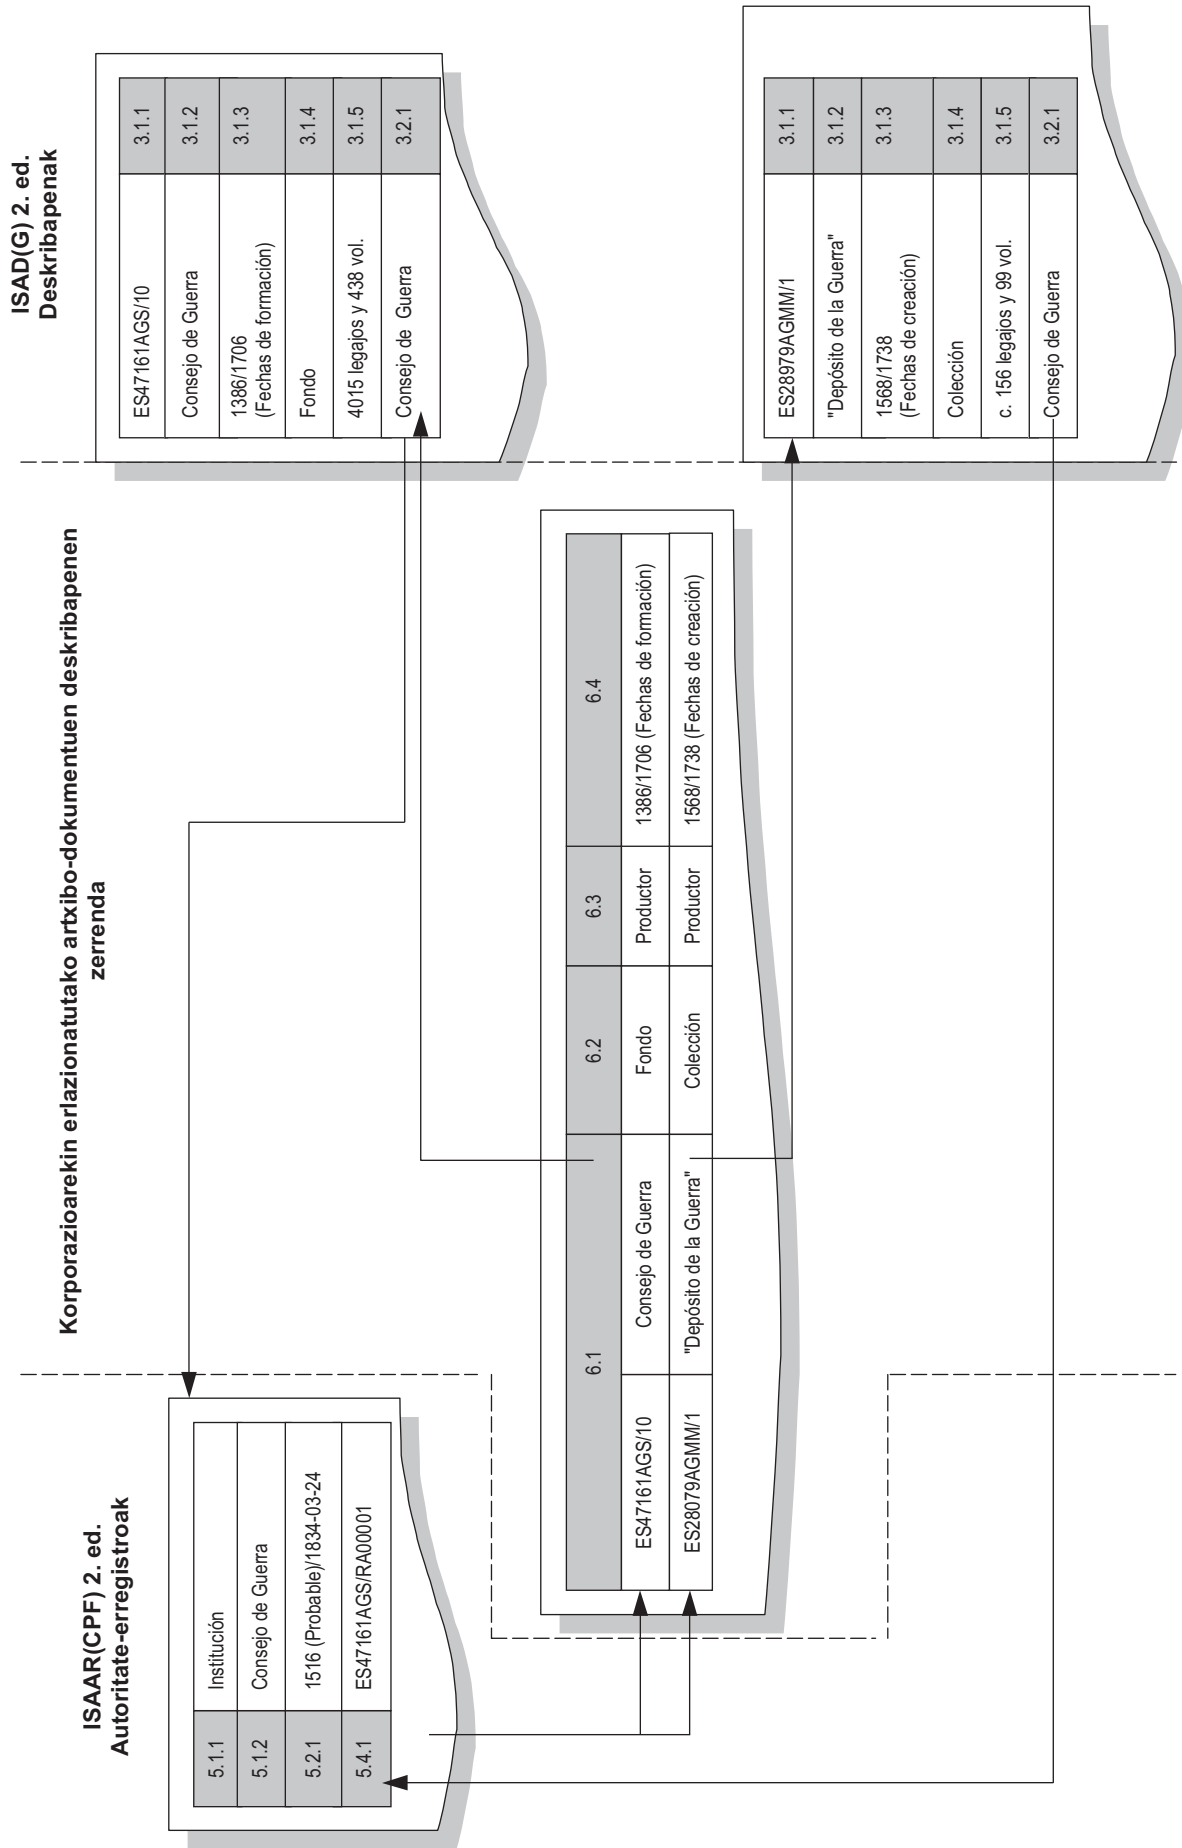 ISAAR(CPF) 2. ed.
Autoritate-erregistroak
5.1.1 Institución
5.1.2 Consejo de Guerra
5.2.1 1516 (Probable)/1834-03-24
5.4.1 ES47161AGS/RA00001
Korporazioarekin erlazionatutako artxibo-dokumentuen deskribapenen
zerrenda
6.1 6.2 6.3 6.4
ES47161AGS/10 Consejo de Guerra Fondo Productor 1386/1706 (Fechas de formación)
ES28079AGMM/1 "Depósito de la Guerra" Colección Productor 1568/1738 (Fechas de creación)
ISAD(G) 2. ed.
Deskribapenak
ES47161AGS/10 3.1.1
Consejo de Guerra 3.1.2
1386/1706 3.1.3
(Fechas de formación)
Fondo 3.1.4
4015 legajos y 438 vol. 3.1.5
Consejo de Guerra 3.2.1
ES28979AGMM/1 3.1.1
"Depósito de la Guerra" 3.1.2
1568/1738 3.1.3
(Fechas de creación)
Colección 3.1.4
c. 156 legajos y 99 vol. 3.1.5
Consejo de Guerra 3.2.1